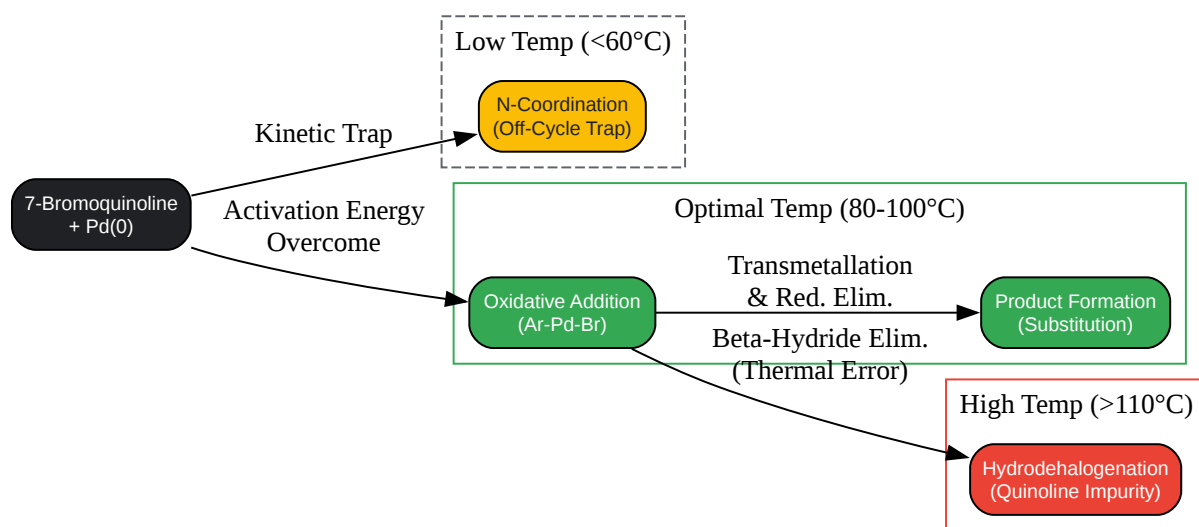 Low Temp (<60°C)
N-Coordination
(Off-Cycle Trap)
Kinetic Trap
7-Bromoquinoline
+ Pd(0)
Activation Energy
Overcome
Optimal Temp (80-100°C)
Transmetallation
& Red. Elim.
Oxidative Addition
(Ar-Pd-Br)
Product Formation
(Substitution)
Beta-Hydride Elim.
(Thermal Error)
High Temp (>110°C)
Hydrodehalogenation
(Quinoline Impurity)